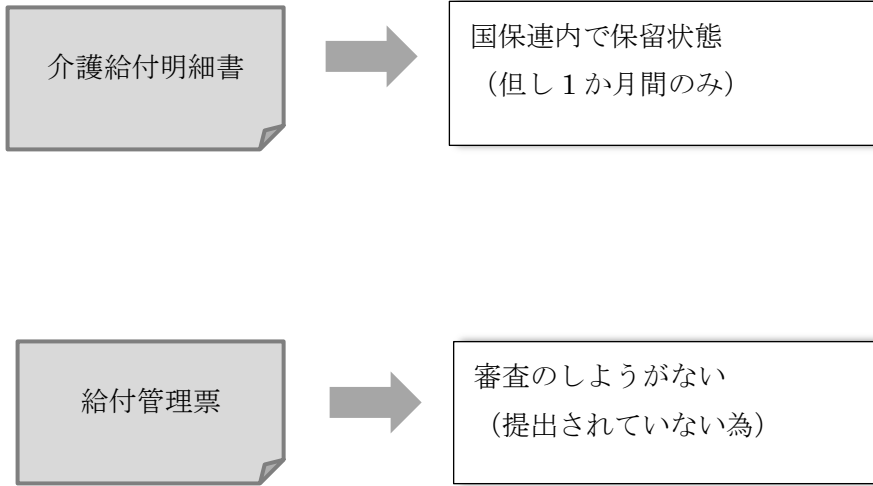 介護給付明細書
国保連内で保留状態
（但し１か月間のみ）
給付管理票
審査のしようがない
（提出されていない為）